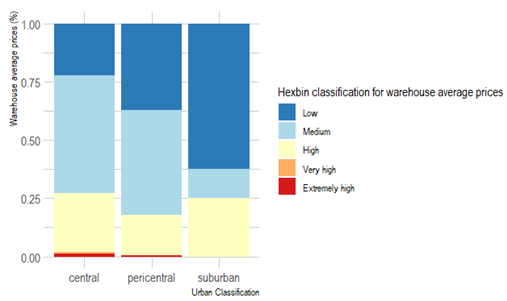 Warehouse average prices (%)
1.00
0.75
0.50
0.25
0.00
central pericentral suburban
Urban Classification
Hexbin classification for warehouse average prices
Low
Medium
High
Very high
Extremely high